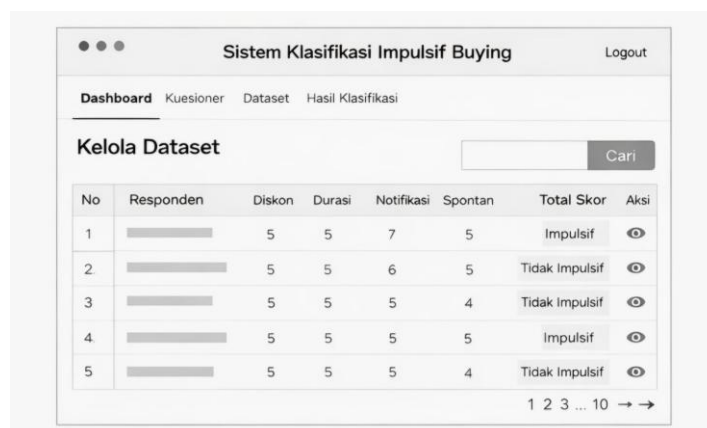 Sistem Klasifikasi Impulsif Buying Logout
Dashboard Kuesioner Dataset Hasil Klasifikasi
Kelola Dataset
Cari
No Responden Diskon Durasi Notifikasi Spontan Total Skor Aksi
1 5 5 7 5 Impulsif
2. 5 5 6 5 Tidak Impulsif
3 5 5 5 4 Tidak Impulsif
4. 5 5 5 5 Impulsif
5 5 5 5 4 Tidak Impulsif
1 2 3 ... 10 → →